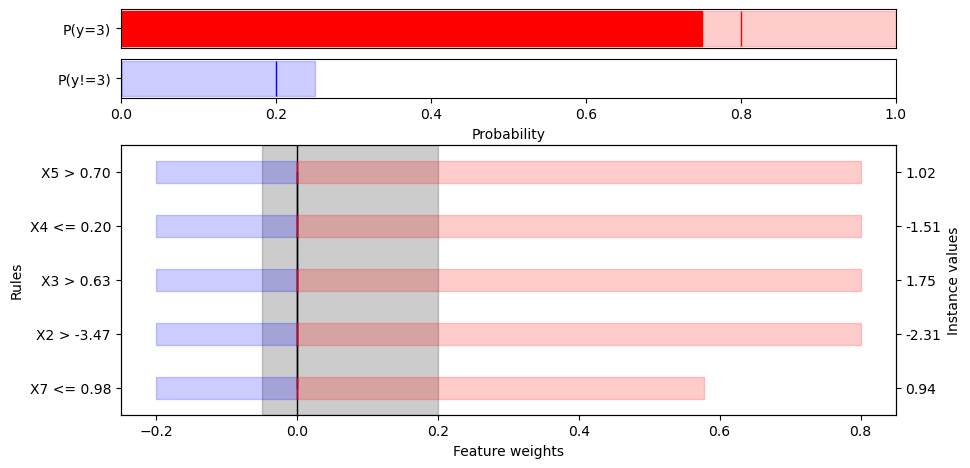 P(y=3)
P(y!=3)
0.0 0.2 0.4 0.6 0.8 1.0
Probability
X5 > 0.70 1.02
X4 <= 0.20 -1.51
X3 > 0.63 1.75
X2 > -3.47 -2.31
X7 <= 0.98 0.94
Rules
Instance values
−0.2 0.0 0.2 0.4 0.6 0.8
Feature weights